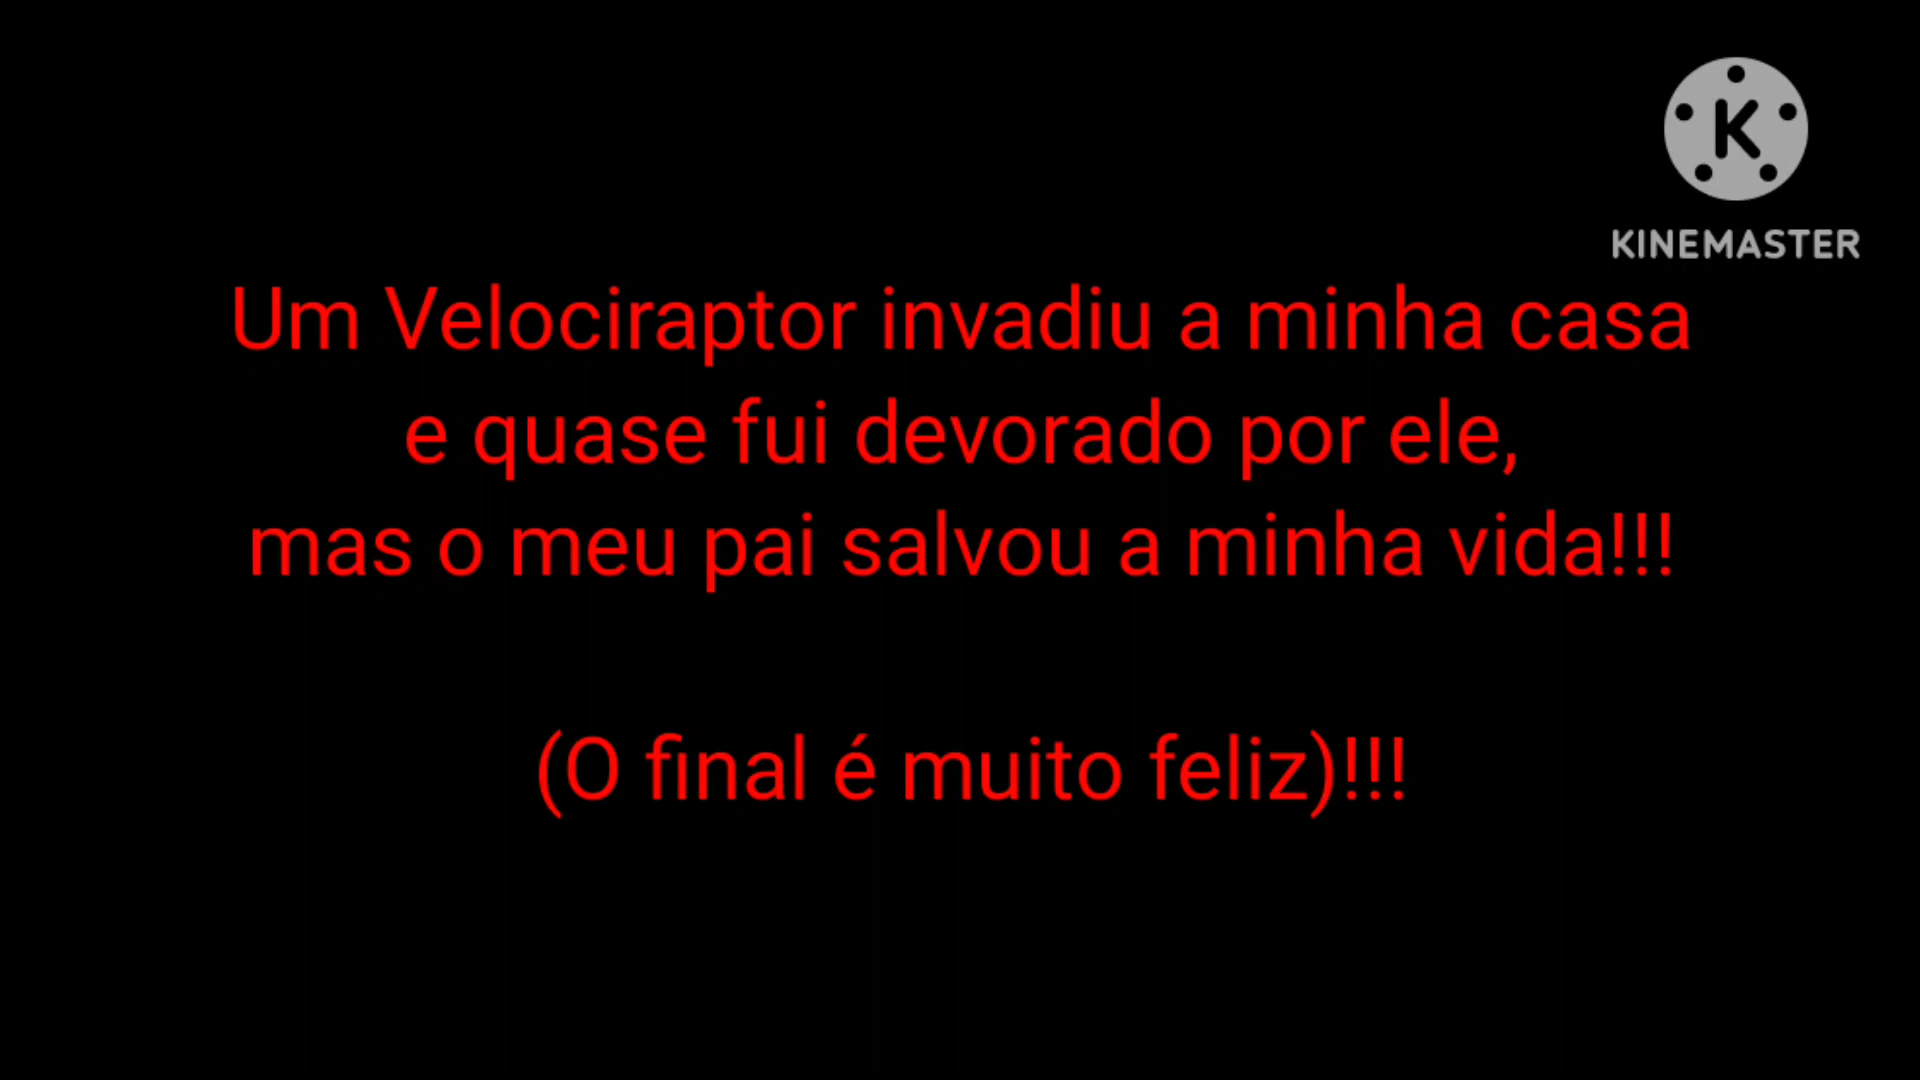 K
KINEMASTER
Um Velociraptor invadiu a minha casa
e quase fui devorado por ele,
mas o meu pai salvou a minha vida!!!
(O final é muito feliz)!!!